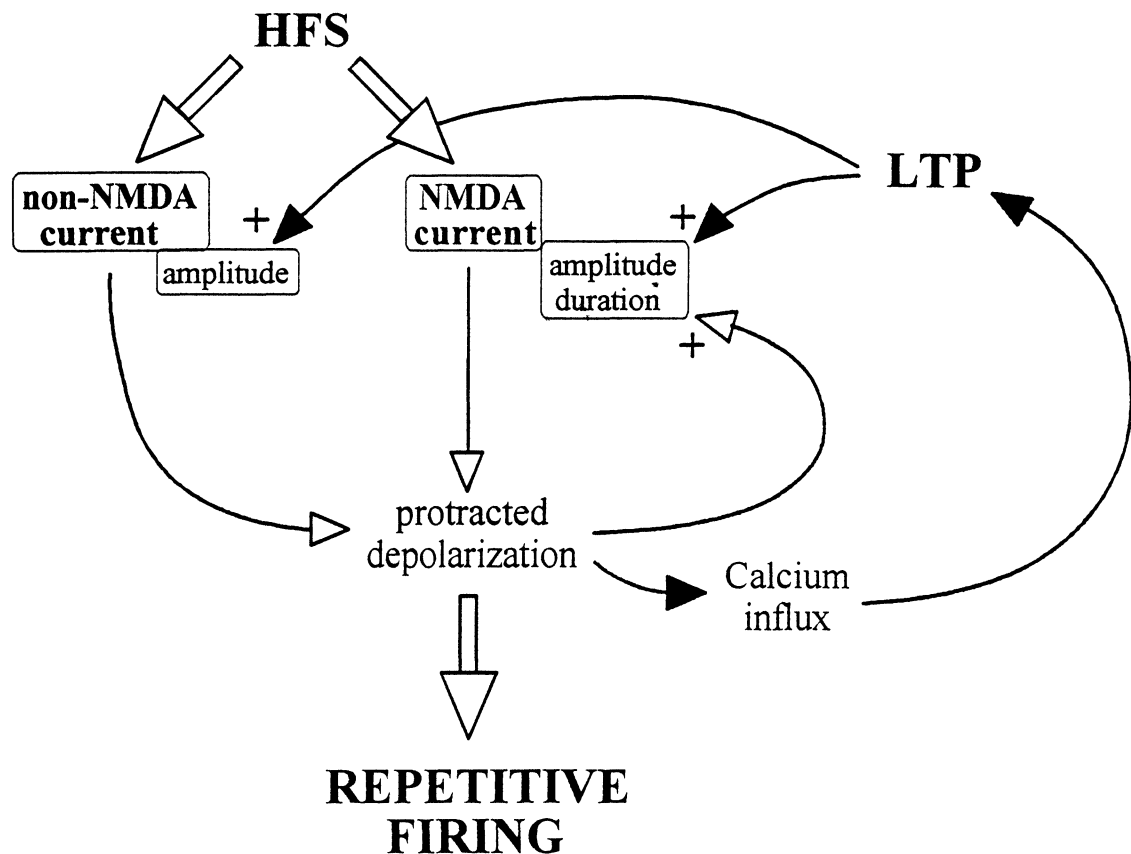 HFS
non-NMDA
current
+
amplitude
NMDA
current
+
amplitude
duration
+
LTP
protracted
depolarization
Calcium
influx
REPETITIVE
FIRING